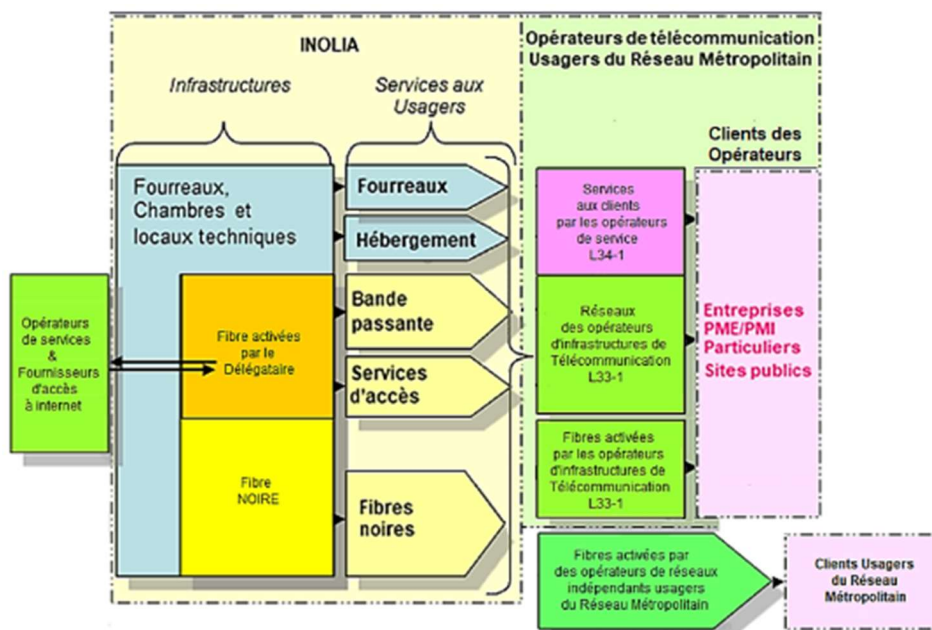 INOLIA
Opérateurs de télécommunication
Usagers du Réseau Métropolitain
Infrastructures
Services aux
Usagers
Clients des
Opérateurs
Fourreaux,
Chambres et
locaux techniques
Fourreaux
Hébergement
Bande
passante
Services
d'accès
Fibres
noires
Fibre activées
par le
Délégataire
Fibre
NOIRE
Opérateurs
de services
&
Fournisseurs
d'accès
à internet
Services
aux clients
par les opérateurs
de service
L34-1
Réseaux
des opérateurs
d'infrastructures de
Télécommunication
L33-1
Fibres activées
par les opérateurs
d'infrastructures de
Télécommunication
L33-1
Entreprises
PME/PMI
Particuliers
Sites publics
Fibres activées par
des opérateurs de réseaux
indépendants usagers
du Réseau Métropolitain
Clients Usagers
du Réseau
Métropolitain